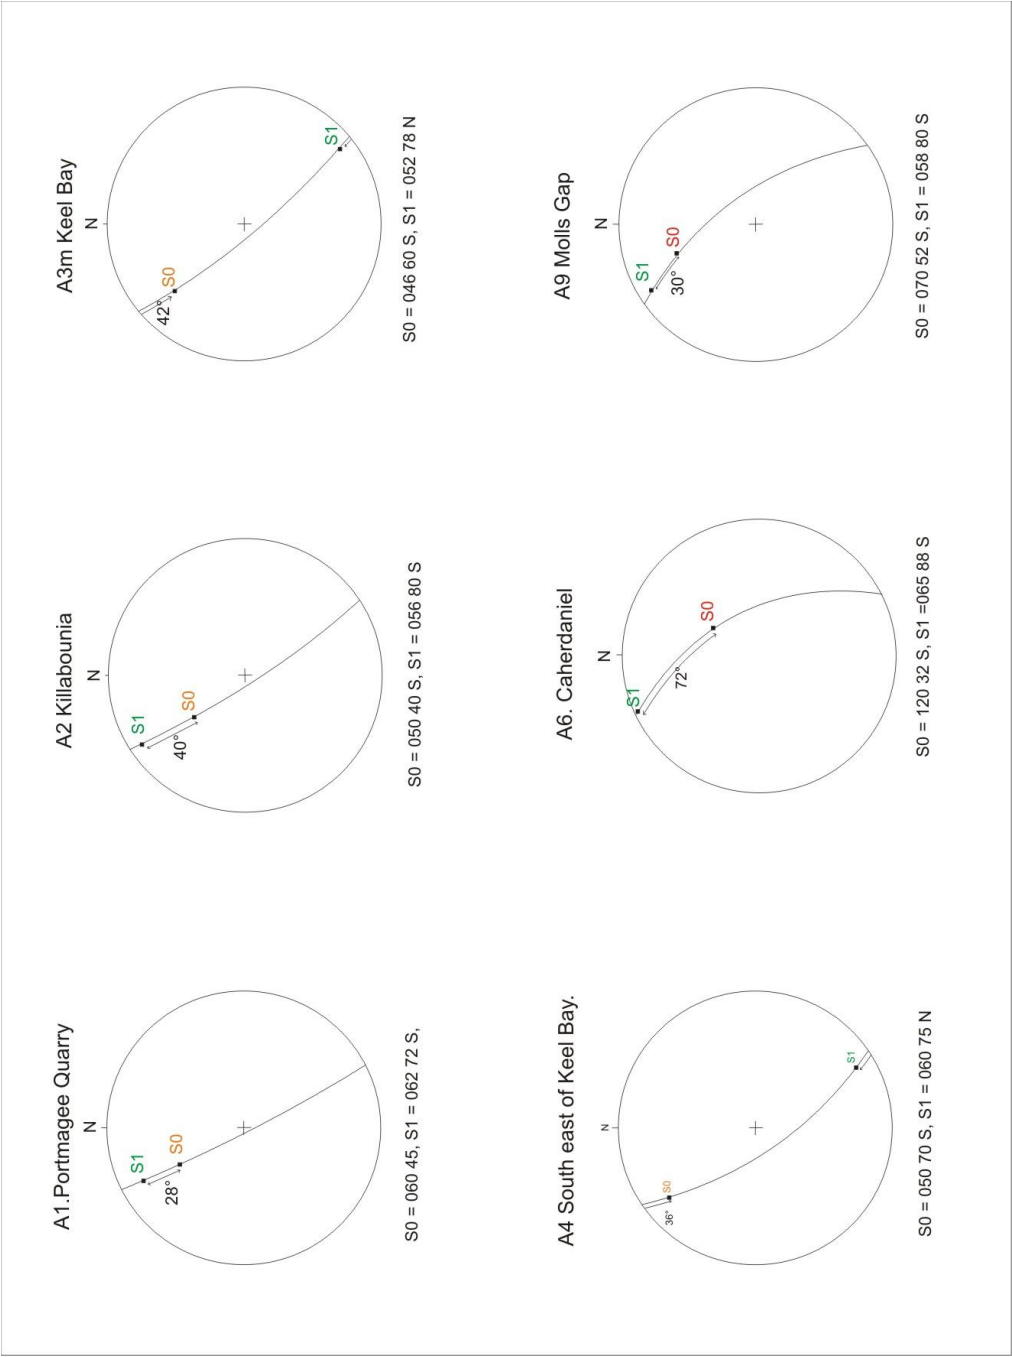 A1.Portmagee Quarry
N
S1
S0
28°
S0 = 060 45, S1 = 062 72 S,
A2 Killabounia
N
S1
S0
40°
S0 = 050 40 S, S1 = 056 80 S
A3m Keel Bay
N
S0
42°
S1
S0 = 046 60 S, S1 = 052 78 N
A4 South east of Keel Bay.
N
S0
36°
S1
S0 = 050 70 S, S1 = 060 75 N
A6. Caherdaniel
N
S1
S0
72°
S0 = 120 32 S, S1 =065 88 S
A9 Molls Gap
N
S1
S0
30°
S0 = 070 52 S, S1 = 058 80 S